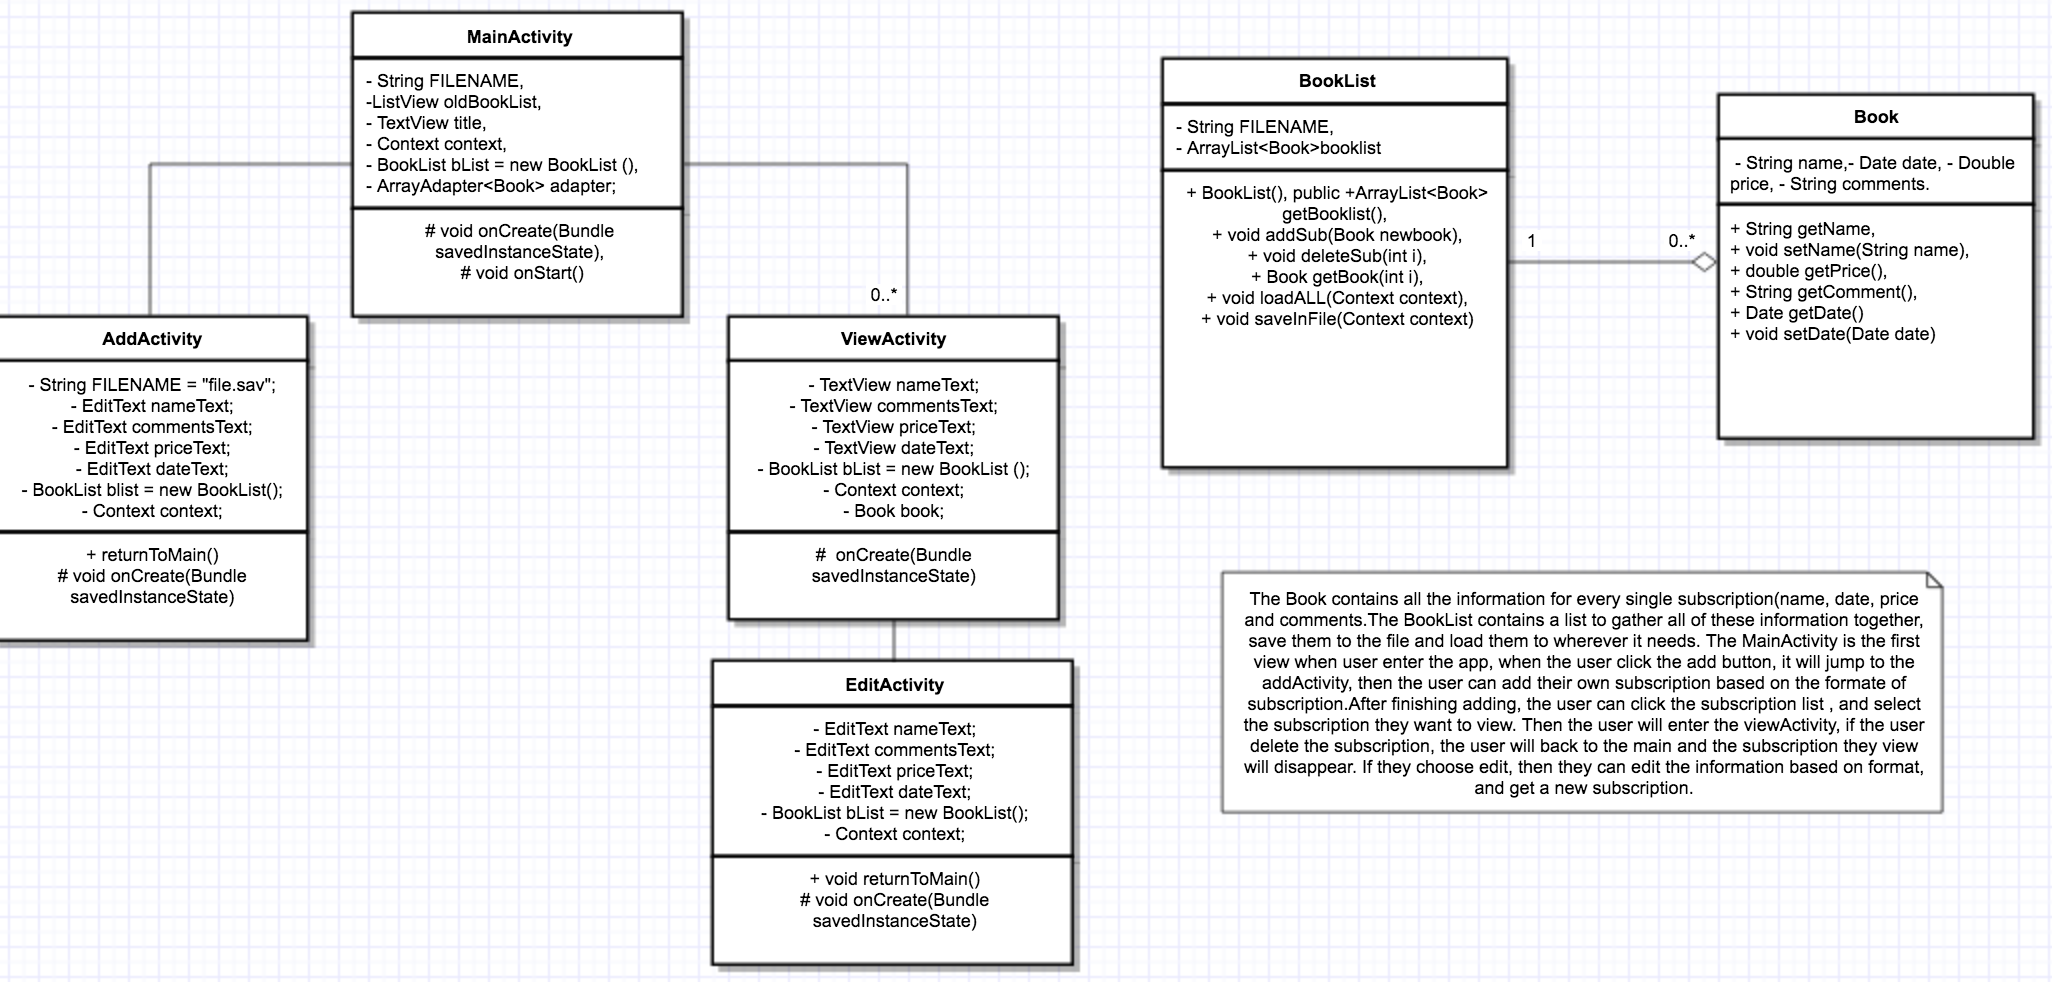 MainActivity
- String FILENAME,
-ListView oldBookList,
- TextView title,
- Context context,
- BookList bList = new BookList (),
- ArrayAdapter<Book> adapter;
# void onCreate(Bundle
savedInstanceState),
# void onStart()
0..*
AddActivity
- String FILENAME = "file.sav";
- EditText nameText;
- EditText commentsText;
- EditText priceText;
- EditText dateText;
- BookList blist = new BookList();
- Context context;
+ returnToMain()
# void onCreate(Bundle
savedInstanceState)
ViewActivity
- TextView nameText;
- TextView commentsText;
- TextView priceText;
- TextView dateText;
- BookList bList = new BookList ();
- Context context;
- Book book;
#  onCreate(Bundle
savedInstanceState)
EditActivity
- EditText nameText;
- EditText commentsText;
- EditText priceText;
- EditText dateText;
- BookList bList = new BookList();
- Context context;
+ void returnToMain()
# void onCreate(Bundle
savedInstanceState)
BookList
- String FILENAME,
- ArrayList<Book>booklist
+ BookList(), public +ArrayList<Book>
getBooklist(),
+ void addSub(Book newbook),
+ void deleteSub(int i),
+ Book getBook(int i),
+ void loadALL(Context context),
+ void saveInFile(Context context)
1
0..*
Book
- String name,- Date date, - Double
price, - String comments.
+ String getName,
+ void setName(String name),
+ double getPrice(),
+ String getComment(),
+ Date getDate()
+ void setDate(Date date)
The Book contains all the information for every single subscription(name, date, price
and comments.The BookList contains a list to gather all of these information together,
save them to the file and load them to wherever it needs. The MainActivity is the first
view when user enter the app, when the user click the add button, it will jump to the
addActivity, then the user can add their own subscription based on the formate of
subscription.After finishing adding, the user can click the subscription list , and select
the subscription they want to view. Then the user will enter the viewActivity, if the user
delete the subscription, the user will back to the main and the subscription they view
will disappear. If they choose edit, then they can edit the information based on format,
and get a new subscription.